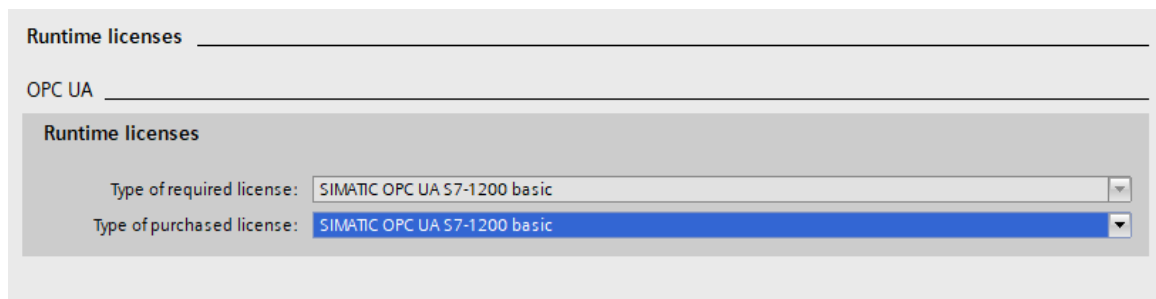 Runtime licenses
OPC UA
Runtime licenses
Type of required license: SIMATIC OPC UA S7-1200 basic
Type of purchased license: SIMATIC OPC UA S7-1200 basic